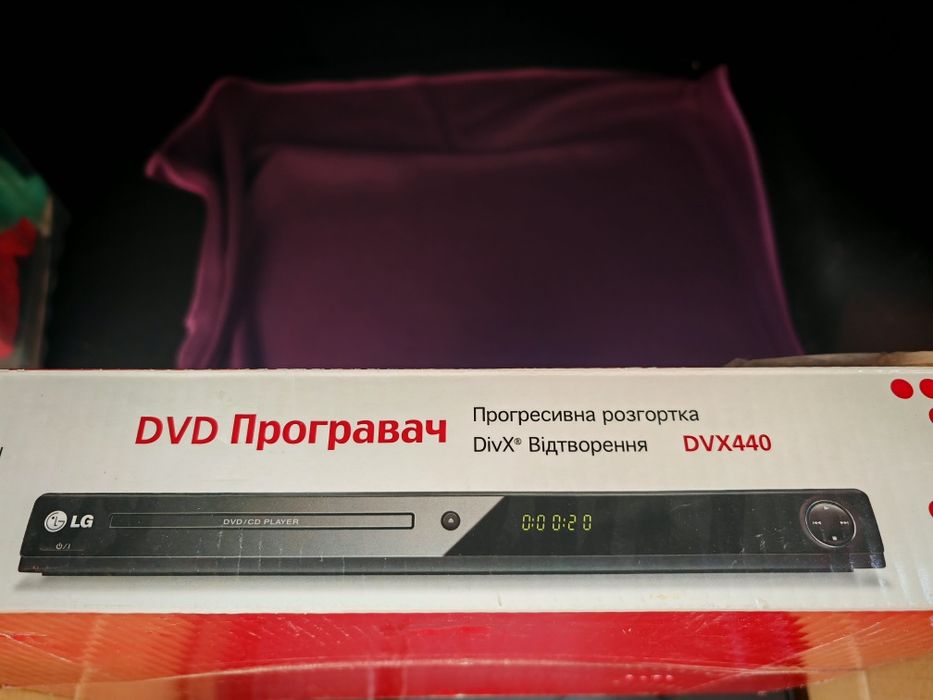 DVD Програвач
Прогресивна розгортка
DivX® Відтворення DVX440
LG
DVD/CD PLAYER
0:00:20